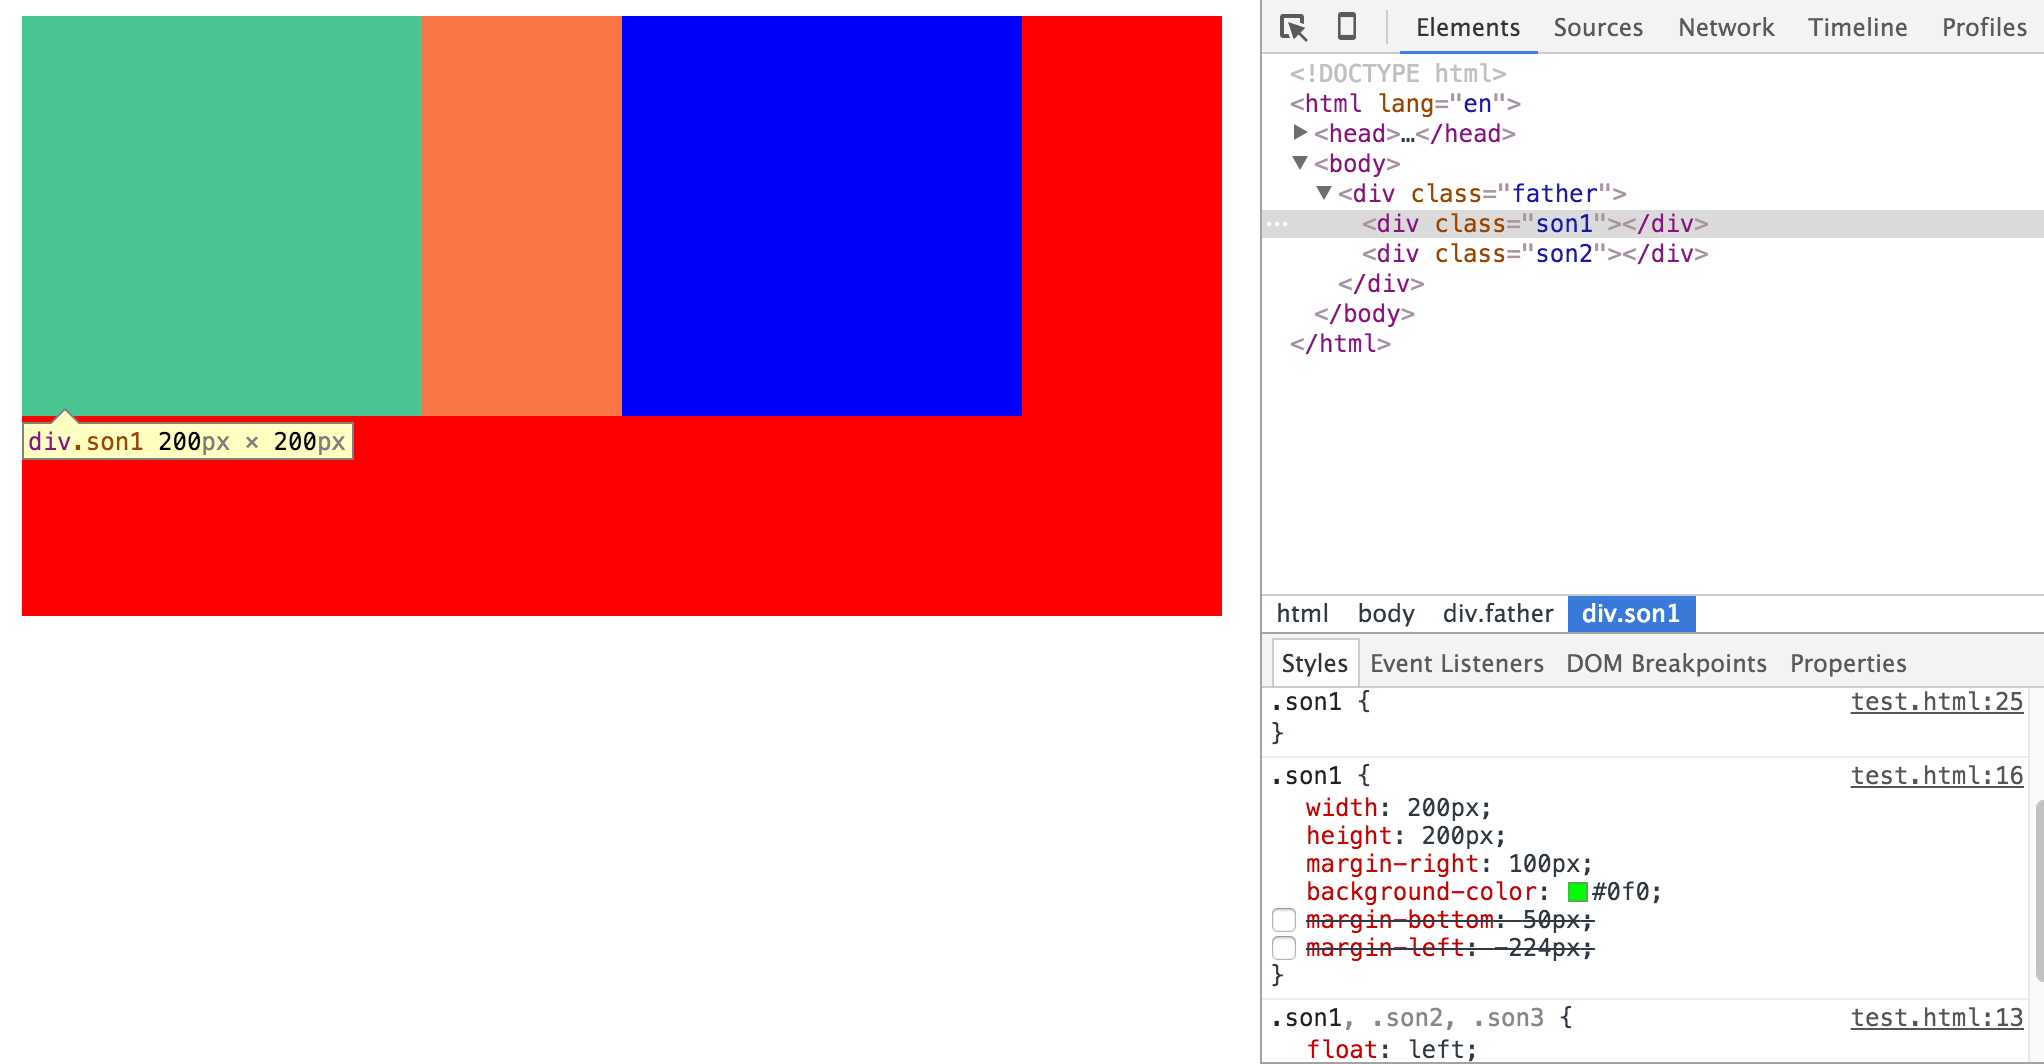 div.son1 200px × 200px
Elements Sources Network Timeline Profiles
<!DOCTYPE html>
<html lang="en">
<head>…</head>
<body>
<div class="father">
<div class="son1"></div>
<div class="son2"></div>
</div>
</body>
</html>
html body div.father div.son1
Styles Event Listeners DOM Breakpoints Properties
.son1 { test.html:25
}
.son1 { test.html:16
width: 200px;
height: 200px;
margin-right: 100px;
background-color: #0f0;
margin-bottom: 50px;
margin-left: -224px;
}
.son1, .son2, .son3 { test.html:13
float: left;